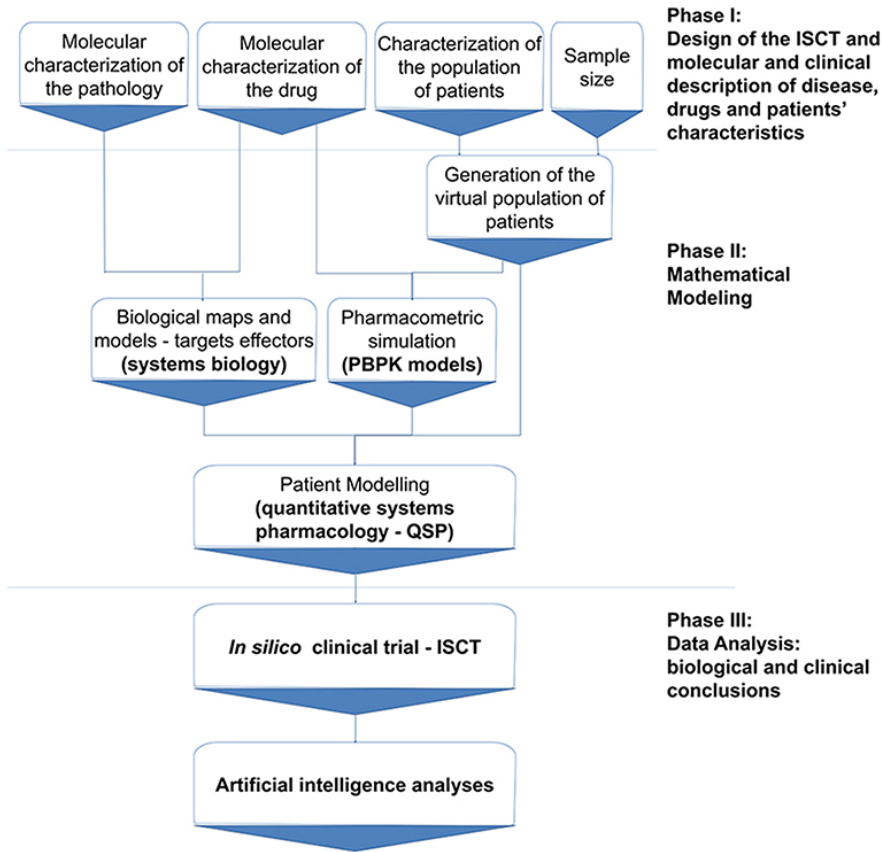 Molecular
characterization of
the pathology
Molecular
characterization of
the drug
Characterization of
the population
of patients
Sample
size
Phase I:
Design of the ISCT and
molecular and clinical
description of disease,
drugs and patients’
characteristics
Generation of the
virtual population of
patients
Phase II:
Mathematical
Modeling
Biological maps and
models - targets effectors
(systems biology)
Pharmacometric
simulation
(PBPK models)
Patient Modelling
(quantitative systems
pharmacology - QSP)
Phase III:
Data Analysis:
biological and clinical
conclusions
In silico clinical trial - ISCT
Artificial intelligence analyses